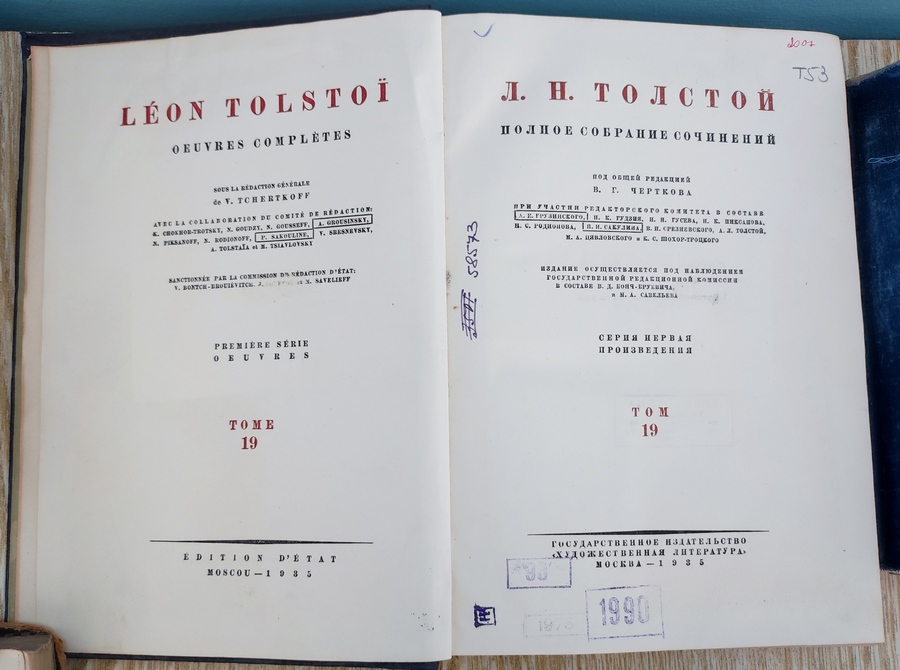 LÉON TOLSTOÏ
OEUVRES COMPLÈTES
SOUS LA RÉDACTION GÉNÉRALE
de V. TCHERTKOFF
AVEC LA COLLABORATION DU COMITÉ DE RÉDACTION:
K. CHOKHOR-TROTSKY, N. GOUDZY, N. GOUSSEFF, A. GROUSINSKY,
N. PIKSANOFF, N. RODIONOFF, P. SAKOULINE, V. SRESNEVSKY,
A. TOLSTAÏA et M. TSIAVLOVSKY
SANCTIONNÉE PAR LA COMMISSION DE RÉDACTION D'ÉTAT:
V. BONTCH-BROUIÉVITCH, et M. SAVELIEFF
PREMIÈRE SÉRIE
OEUVRES
TOME
19
ÉDITION D'ÉTAT
MOSCOU — 1935
2001
T53
Л. Н. ТОЛСТОЙ
ПОЛНОЕ СОБРАНИЕ СОЧИНЕНИЙ
ПОД ОБЩЕЙ РЕДАКЦИЕЙ
В. Г. ЧЕРТКОВА
ПРИ УЧАСТИИ РЕДАКТОРСКОГО КОМИТЕТА В СОСТАВЕ
А. Е. ГРУЗИНСКОГО, Н. К. ГУДЗИЯ, Н. Н. ГУСЕВА, Н. К. ПИКСАНОВА,
Н. С. РОДИОНОВА, П. Н. САКУЛИНА, В. И. СРЕЗНЕВСКОГО, А. Л. ТОЛСТОЙ,
М. А. ЦЯВЛОВСКОГО и К. С. ШОХОР-ТРОЦКОГО
ИЗДАНИЕ ОСУЩЕСТВЛЯЕТСЯ ПОД НАБЛЮДЕНИЕМ
ГОСУДАРСТВЕННОЙ РЕДАКЦИОННОЙ КОМИССИИ
В СОСТАВЕ В. Д. БОНЧ-БРУЕВИЧА,
и М. А. САВЕЛЬЕВА
58573
СЕРИЯ ПЕРВАЯ
ПРОИЗВЕДЕНИЯ
ТОМ
19
ГОСУДАРСТВЕННОЕ ИЗДАТЕЛЬСТВО
«ХУДОЖЕСТВЕННАЯ ЛИТЕРАТУРА»
МОСКВА — 1935
1990